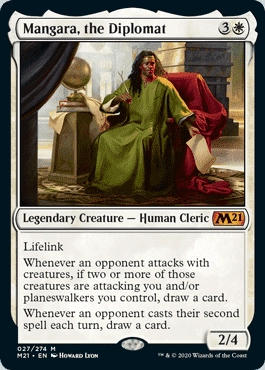 Mangara, the Diplomat 3
Legendary Creature — Human Cleric M21
Lifelink
Whenever an opponent attacks with
creatures, if two or more of those
creatures are attacking you and/or
planeswalkers you control, draw a card.
Whenever an opponent casts their second
spell each turn, draw a card.
2/4
027/274 M
M21 • EN Howard Lyon
™ & © 2020 Wizards of the Coast